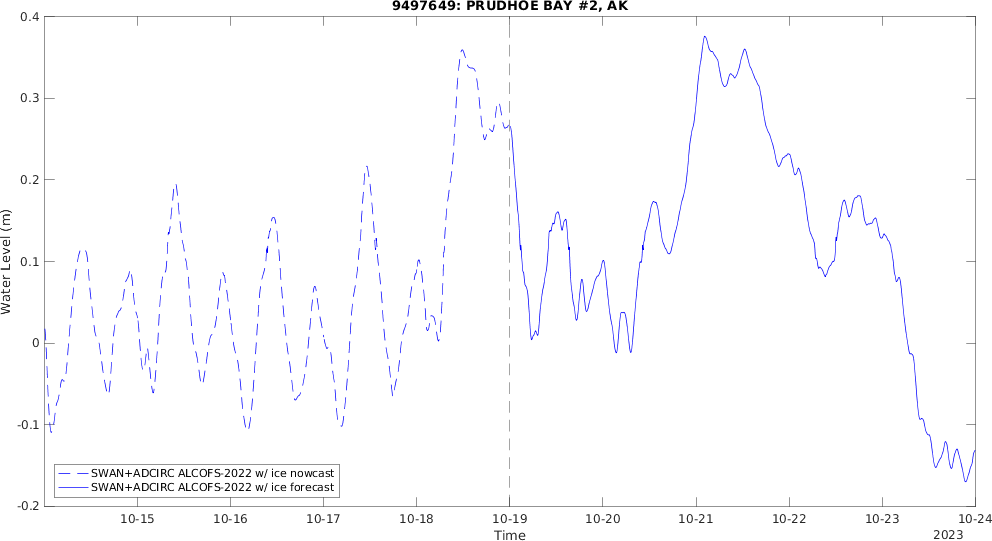 9497649: PRUDHOE BAY #2, AK
0.4
0.3
0.2
0.1
0
-0.1
-0.2
Water Level (m)
SWAN+ADCIRC ALCOFS-2022 w/ ice nowcast
SWAN+ADCIRC ALCOFS-2022 w/ ice forecast
10-15 10-16 10-17 10-18 10-19 10-20 10-21 10-22 10-23 10-24
Time
2023